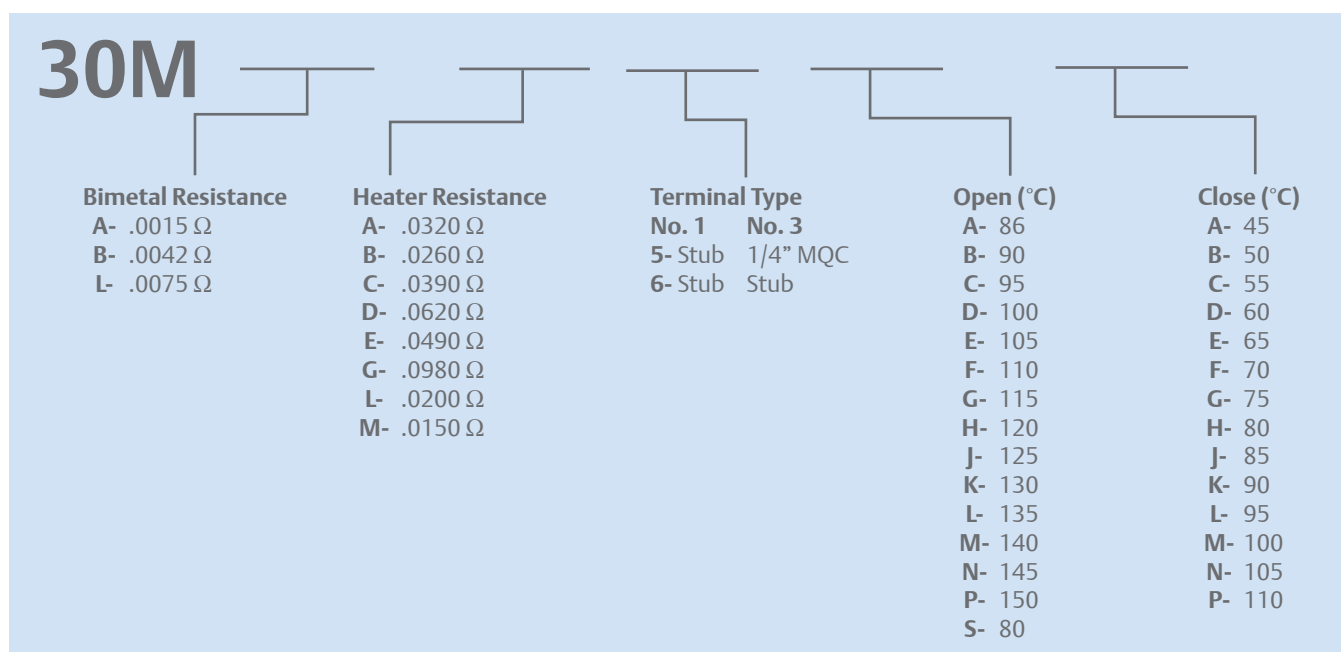 30M
Bimetal Resistance
A- .0015 Ω
B- .0042 Ω
L- .0075 Ω
Heater Resistance
A- .0320 Ω
B- .0260 Ω
C- .0390 Ω
D- .0620 Ω
E- .0490 Ω
G- .0980 Ω
L- .0200 Ω
M- .0150 Ω
Terminal Type
No. 1 No. 3
5- Stub 1/4” MQC
6- Stub Stub
Open (°C)
A- 86
B- 90
C- 95
D- 100
E- 105
F- 110
G- 115
H- 120
J- 125
K- 130
L- 135
M- 140
N- 145
P- 150
S- 80
Close (°C)
A- 45
B- 50
C- 55
D- 60
E- 65
F- 70
G- 75
H- 80
J- 85
K- 90
L- 95
M- 100
N- 105
P- 110